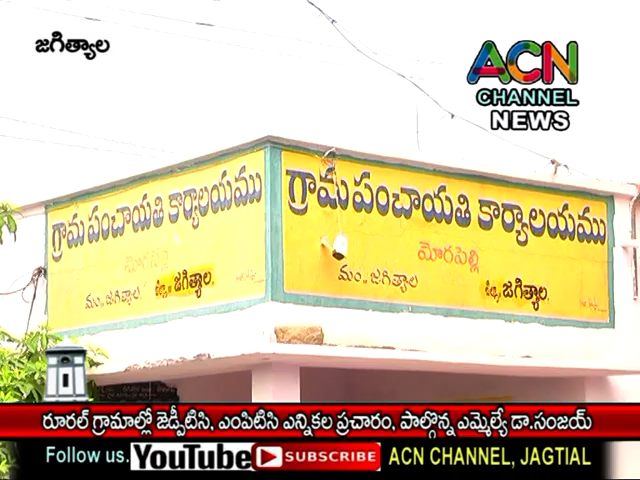 జగిత్యాల
ACN
CHANNEL
NEWS
గ్రామ పంచాయతి కార్యాలయము
మం,, జగిత్యాల జగిత్యాల.
గ్రామ పంచాయతి కార్యాలయము
మోరపెల్లి
మం.. జగిత్యాల జిల్లా,, జగిత్యాల.
రూరల్ గ్రామాల్లో జెడ్పీటిసి, ఎంపిటిసి ఎన్నికల ప్రచారం, పాల్గొన్న ఎమ్మెల్యే డా.సంజయ్
Follow us. YouTube SUBSCRIBE ACN CHANNEL, JAGTIAL